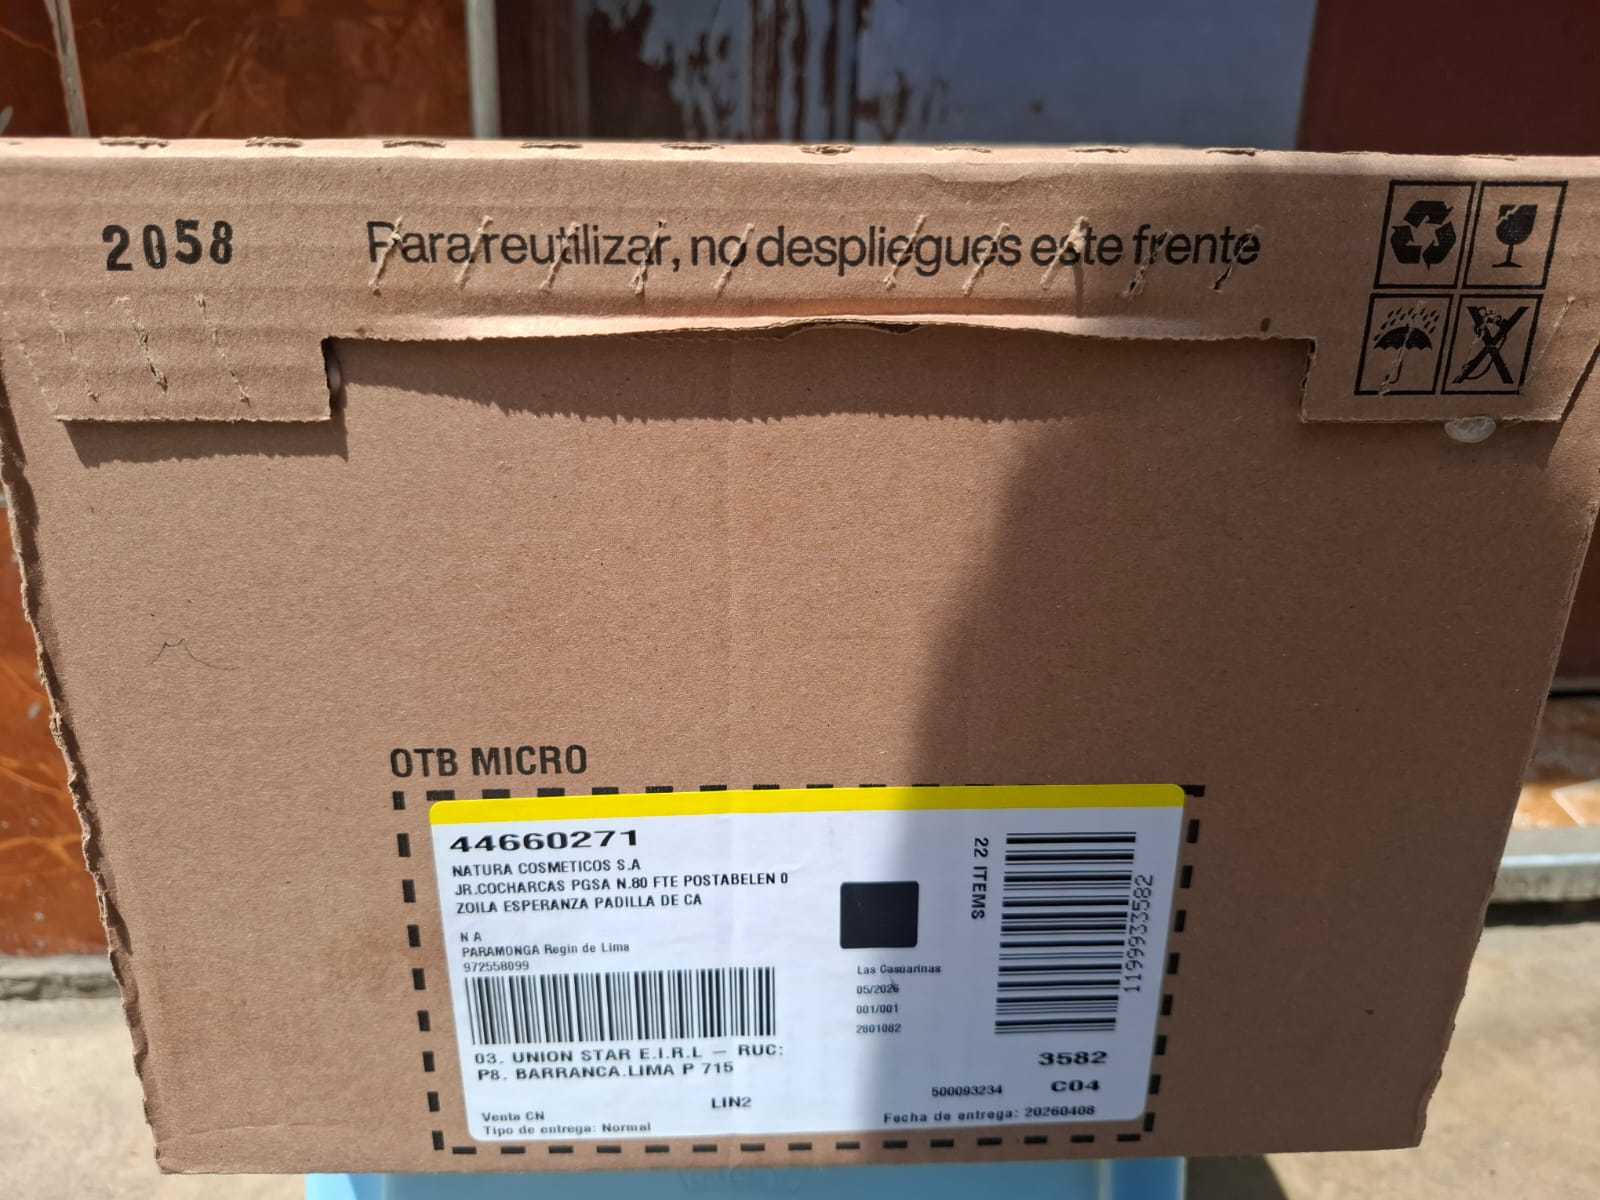 2058
Para reutilizar, no despliegues este frente
OTB MICRO
44660271
NATURA COSMETICOS S.A
JR.COCHARCAS PGSA N.80 FTE POSTABELEN 0
ZOILA ESPERANZA PADILLA DE CA
N A
PARAMONGA Regin de Lima
972558099
03. UNION STAR E.I.R.L — RUC:
P8. BARRANCA.LIMA P 715
LIN2
Venta CN
Tipo de entrega: Normal
Las Casuarinas
05/2026
001/001
2801082
22 ITEMS
1199933582
3582
500093234
C04
Fecha de entrega: 20260408